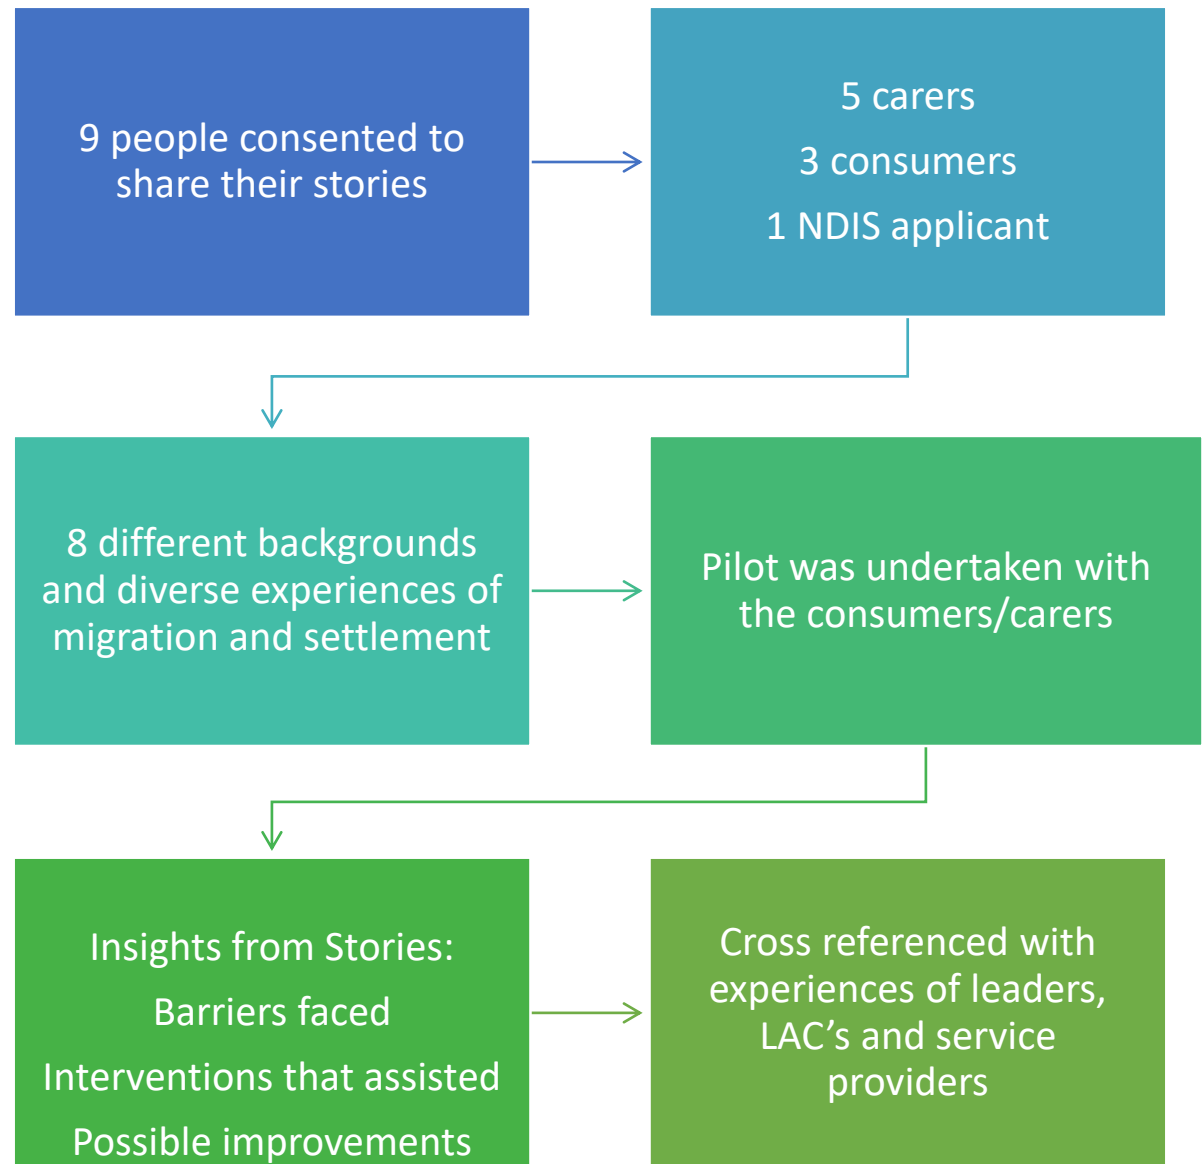 9 people consented to
share their stories
5 carers
3 consumers
1 NDIS applicant
8 different backgrounds
and diverse experiences of
migration and settlement
Pilot was undertaken with
the consumers/carers
Insights from Stories:
Barriers faced
Interventions that assisted
Possible improvements
Cross referenced with
experiences of leaders,
LAC’s and service
providers